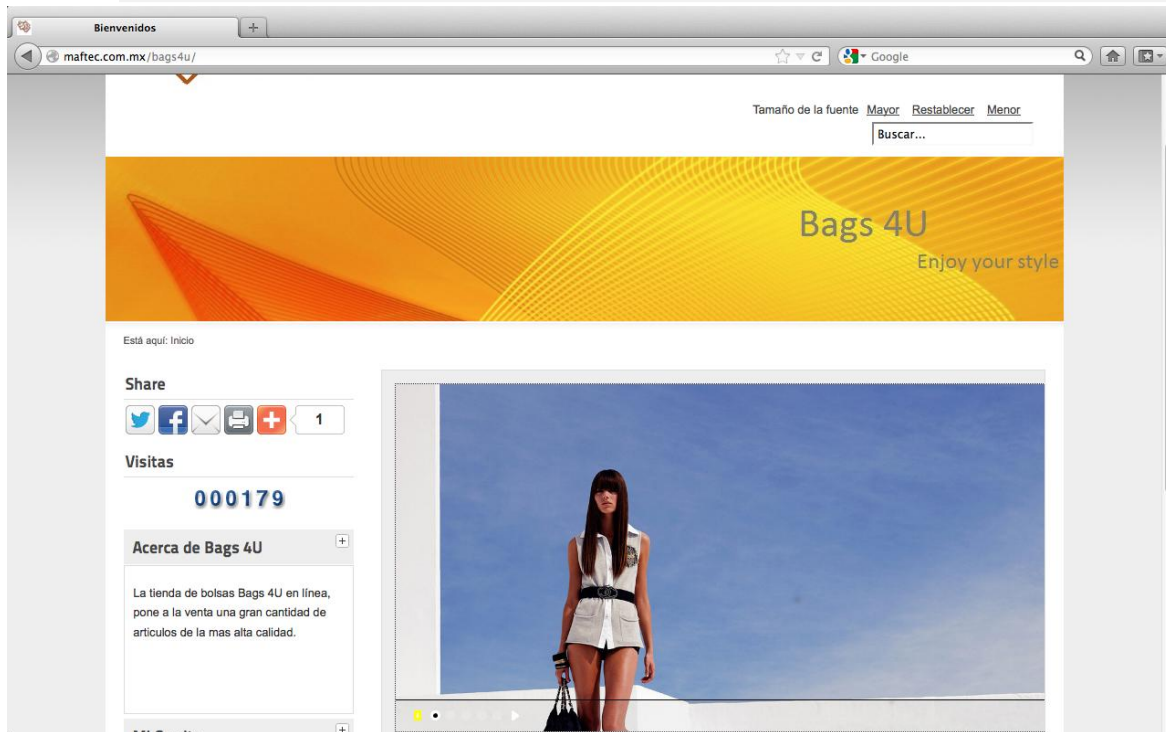 Bienvenidos
maftec.com.mx/bags4u/
Google
Tamaño de la fuente Mayor Restablecer Menor
Buscar...
Bags 4U
Enjoy your style
Está aquí: Inicio
Share
1
Visitas
000179
Acerca de Bags 4U
La tienda de bolsas Bags 4U en línea,
pone a la venta una gran cantidad de
articulos de la mas alta calidad.